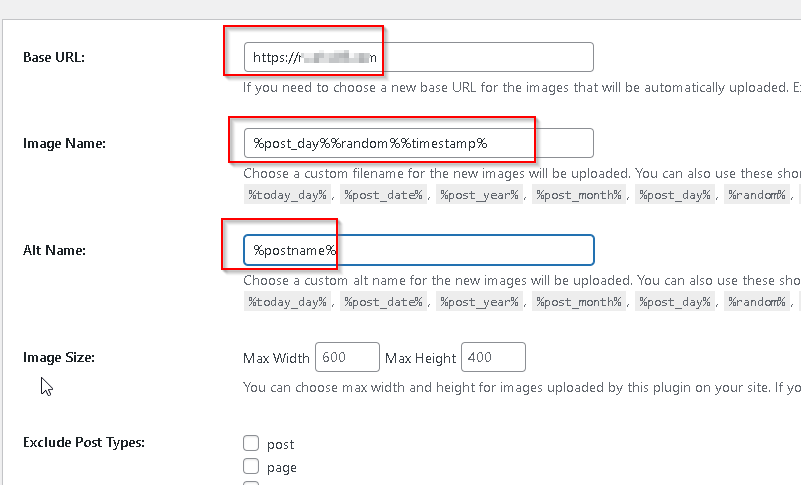 Base URL:
https://
If you need to choose a new base URL for the images that will be automatically uploaded.
Image Name:
%post_day%%random%%timestamp%
Choose a custom filename for the new images will be uploaded. You can also use these
%today_day%, %post_date%, %post_year%, %post_month%, %post_day%, %random%,
Alt Name:
%postname%
Choose a custom alt name for the new images will be uploaded. You can also use these
%today_day%, %post_date%, %post_year%, %post_month%, %post_day%, %random%,
Image Size:
Max Width 600 Max Height 400
You can choose max width and height for images uploaded by this plugin on your site. If
Exclude Post Types:
post
page